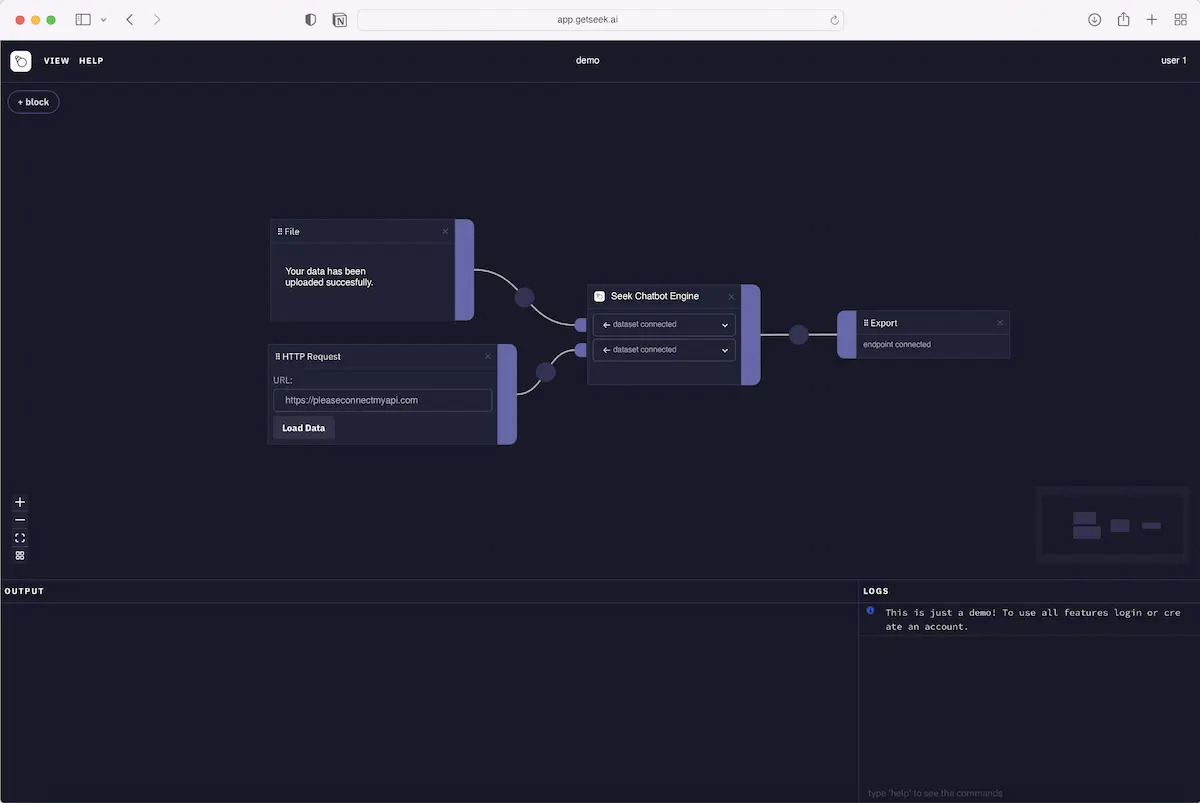 app.getseek.ai
VIEW HELP
demo
user 1
+ block
File
Your data has been
uploaded succesfully.
HTTP Request
URL:
https://pleaseconnectmyapi.com
Load Data
Seek Chatbot Engine
← dataset connected
← dataset connected
Export
endpoint connected
OUTPUT
LOGS
This is just a demo! To use all features login or cre
ate an account.
type 'help' to see the commands